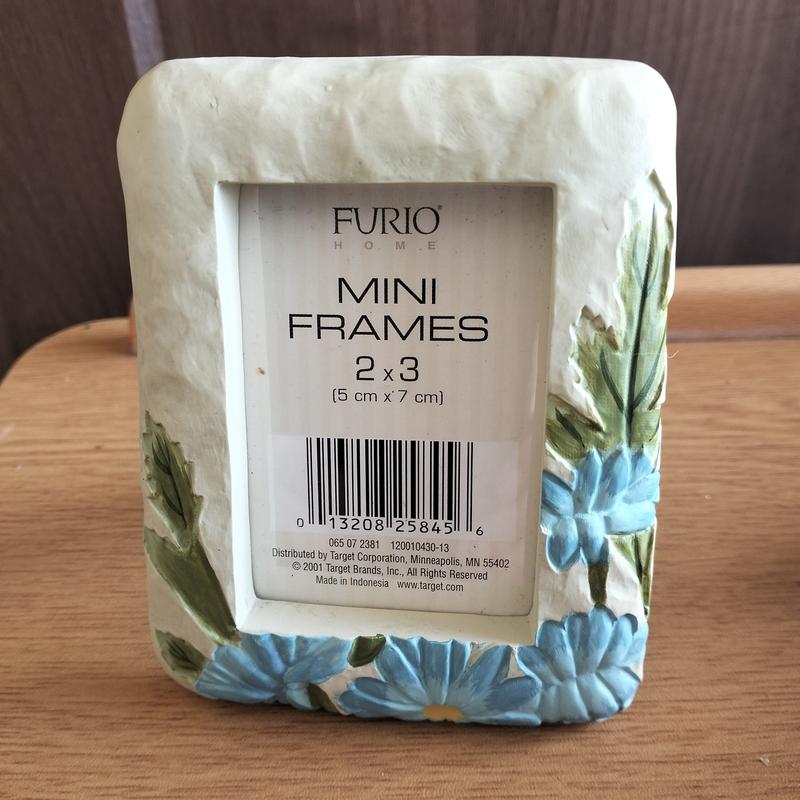 FURIO®
HOME
MINI
FRAMES
2 x 3
(5 cm x 7 cm)
0 13208 25845 6
065 07 2381 120010430-13
Distributed by Target Corporation, Minneapolis, MN 55402
© 2001 Target Brands, Inc., All Rights Reserved
Made in Indonesia www.target.com